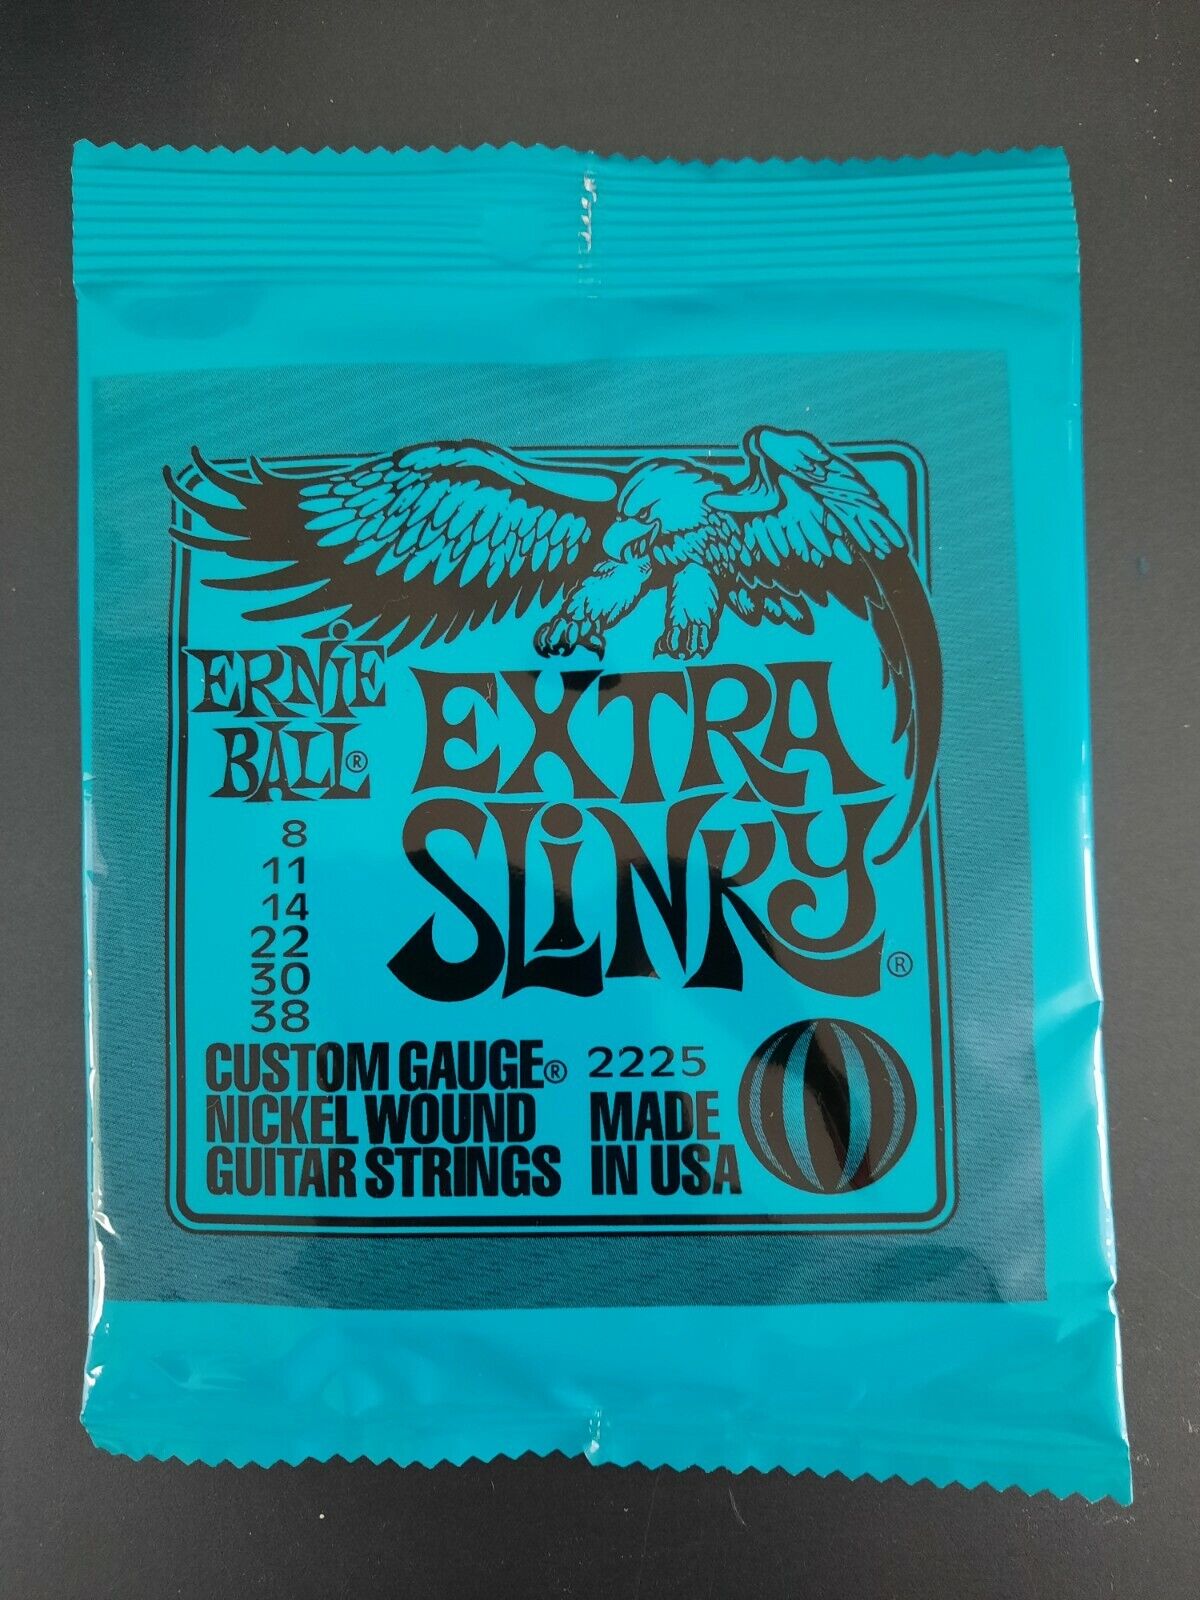 ERNiE
BALL®
EXTRA
SLiNKY®
8
11
14
22
30
38
CUSTOM GAUGE® 2225
NICKEL WOUND MADE
GUITAR STRINGS IN USA